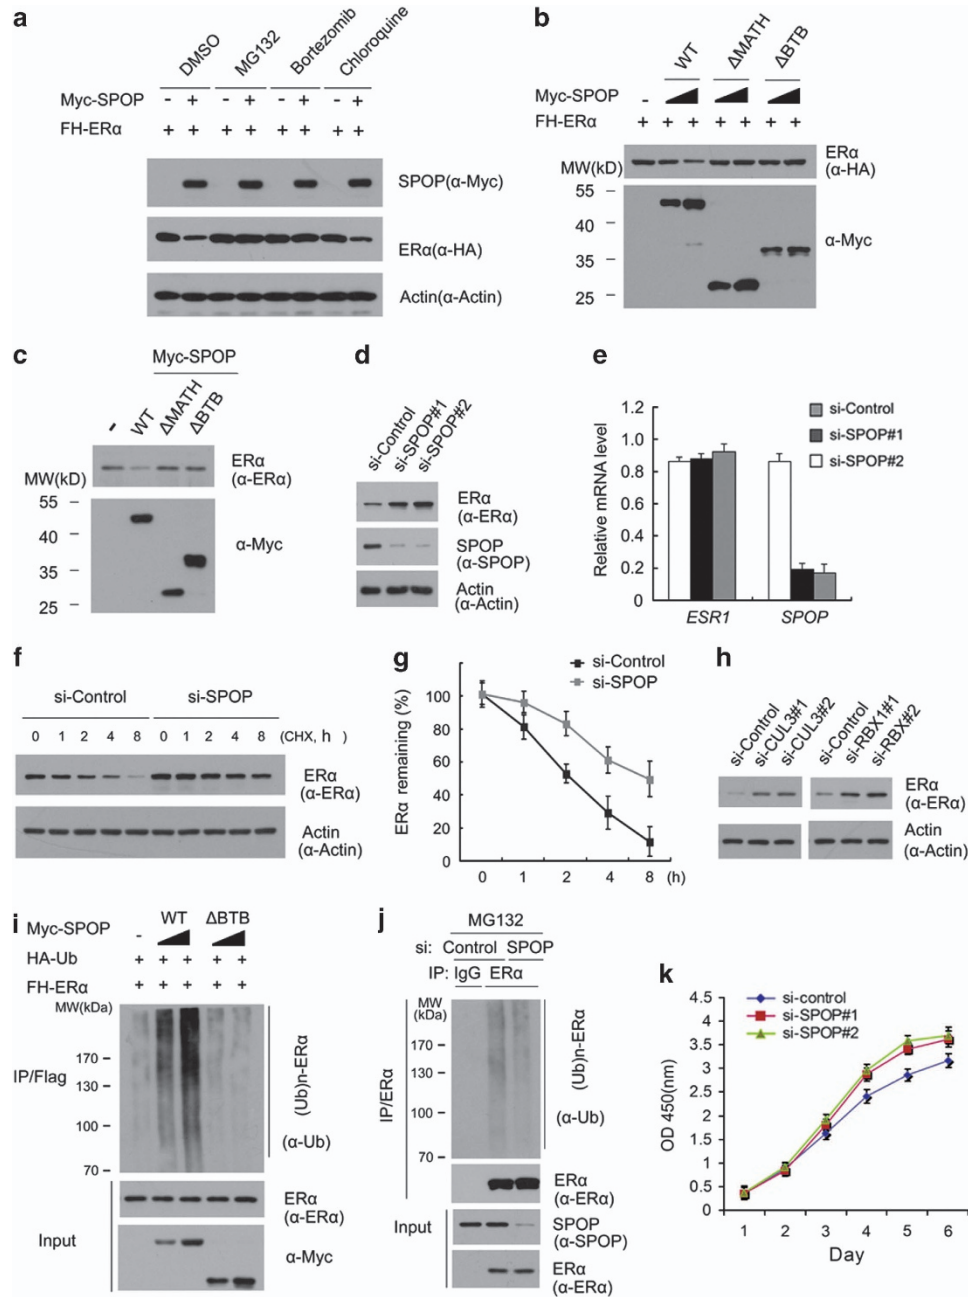 a
DMSO
MG132
Bortezomib
Chloroquine
Myc-SPOP - + - + - + - +
FH-ERα + + + + + + + +
SPOP(α-Myc)
ERα(α-HA)
Actin(α-Actin)
b
WT
ΔMATH
ΔBTB
Myc-SPOP -
FH-ERα + + + + + + +
MW(kD)
ERα
(α-HA)
55
40
35
25
α-Myc
c
Myc-SPOP
- WT ΔMATH ΔBTB
MW(kD)
ERα
(α-ERα)
55
40
35
25
α-Myc
d
si-Control
si-SPOP#1
si-SPOP#2
ERα
(α-ERα)
SPOP
(α-SPOP)
Actin
(α-Actin)
e
Relative mRNA level
1.2
1.0
0.8
0.6
0.4
0.2
0
si-Control
si-SPOP#1
si-SPOP#2
ESR1 SPOP
f
si-Control si-SPOP
0 1 2 4 8 0 1 2 4 8 (CHX, h )
ERα
(α-ERα)
Actin
(α-Actin)
g
ERα remaining (%)
100
80
60
40
20
0
si-Control
si-SPOP
0 1 2 4 8 (h)
h
si-Control
si-CUL3#1
si-CUL3#2
si-Control
si-RBX1#1
si-RBX#2
ERα
(α-ERα)
Actin
(α-Actin)
i
WT ΔBTB
Myc-SPOP -
HA-Ub + + + + +
FH-ERα + + + + +
MW(kDa)
170
130
100
70
IP/Flag
(Ub)n-ERα
(α-Ub)
Input
ERα
(α-ERα)
α-Myc
j
MG132
si: Control SPOP
IP: IgG ERα
MW
(kDa)
170
130
100
70
IP/ERα
(Ub)n-ERα
(α-Ub)
ERα
(α-ERα)
Input
SPOP
(α-SPOP)
ERα
(α-ERα)
k
OD 450(nm)
4.5
4
3.5
3
2.5
2
1.5
1
0.5
0
si-control
si-SPOP#1
si-SPOP#2
1 2 3 4 5 6
Day